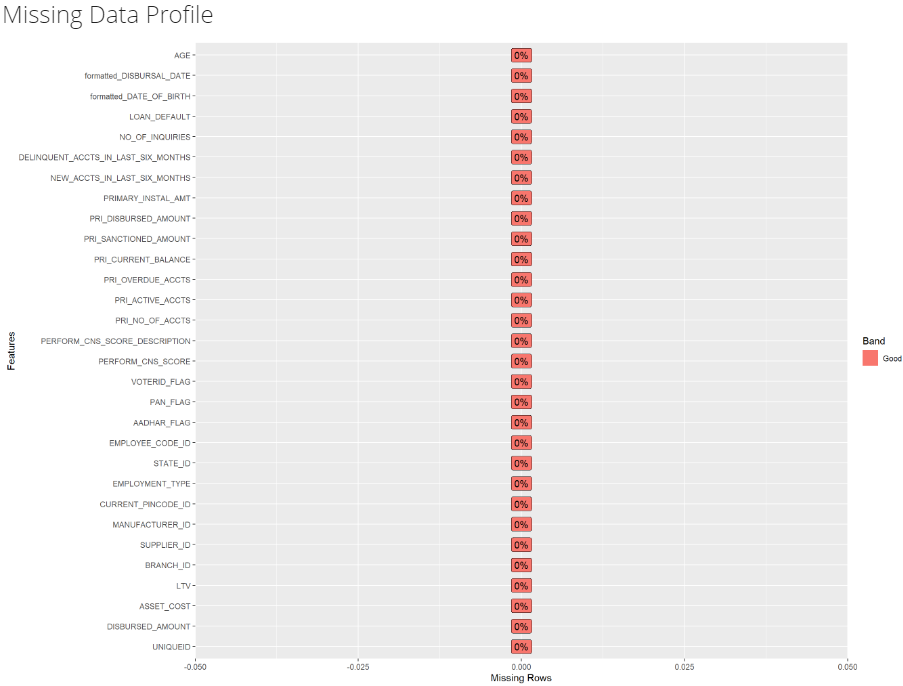 Missing Data Profile
AGE 0%
formatted_DISBURSAL_DATE 0%
formatted_DATE_OF_BIRTH 0%
LOAN_DEFAULT 0%
NO_OF_INQUIRIES 0%
DELINQUENT_ACCTS_IN_LAST_SIX_MONTHS 0%
NEW_ACCTS_IN_LAST_SIX_MONTHS 0%
PRIMARY_INSTAL_AMT 0%
PRI_DISBURSED_AMOUNT 0%
PRI_SANCTIONED_AMOUNT 0%
PRI_CURRENT_BALANCE 0%
PRI_OVERDUE_ACCTS 0%
PRI_ACTIVE_ACCTS 0%
PRI_NO_OF_ACCTS 0%
PERFORM_CNS_SCORE_DESCRIPTION 0%
PERFORM_CNS_SCORE 0%
VOTERID_FLAG 0%
PAN_FLAG 0%
AADHAR_FLAG 0%
EMPLOYEE_CODE_ID 0%
STATE_ID 0%
EMPLOYMENT_TYPE 0%
CURRENT_PINCODE_ID 0%
MANUFACTURER_ID 0%
SUPPLIER_ID 0%
BRANCH_ID 0%
LTV 0%
ASSET_COST 0%
DISBURSED_AMOUNT 0%
UNIQUEID 0%
Features
-0.050 -0.025 0.000 0.025 0.050
Missing Rows
Band
Good